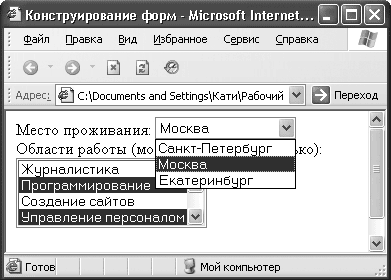 Конструирование форм - Microsoft Internet...
Файл Правка Вид Избранное Сервис Справка
Адрес: C:\Documents and Settings\Кати\Рабочий Переход
Место проживания: Москва
Санкт-Петербург
Москва
Екатеринбург
Области работы (мо ько):
Журналистика
Программирование
Создание сайтов
Управление персоналом
Готов Мой компьютер